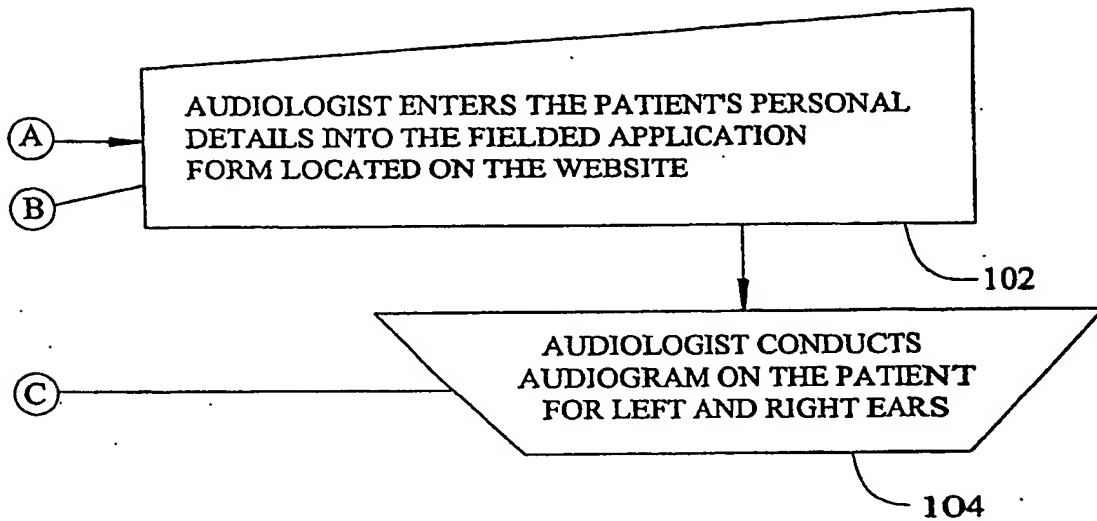 AUDIOLOGIST ENTERS THE PATIENT'S PERSONAL
A
DETAILS INTO THE FIELDED APPLICATION
FORM LOCATED ON THE WEBSITE
B
102
AUDIOLOGIST CONDUCTS
AUDIOGRAM ON THE PATIENT
C
FOR LEFT AND RIGHT EARS
104